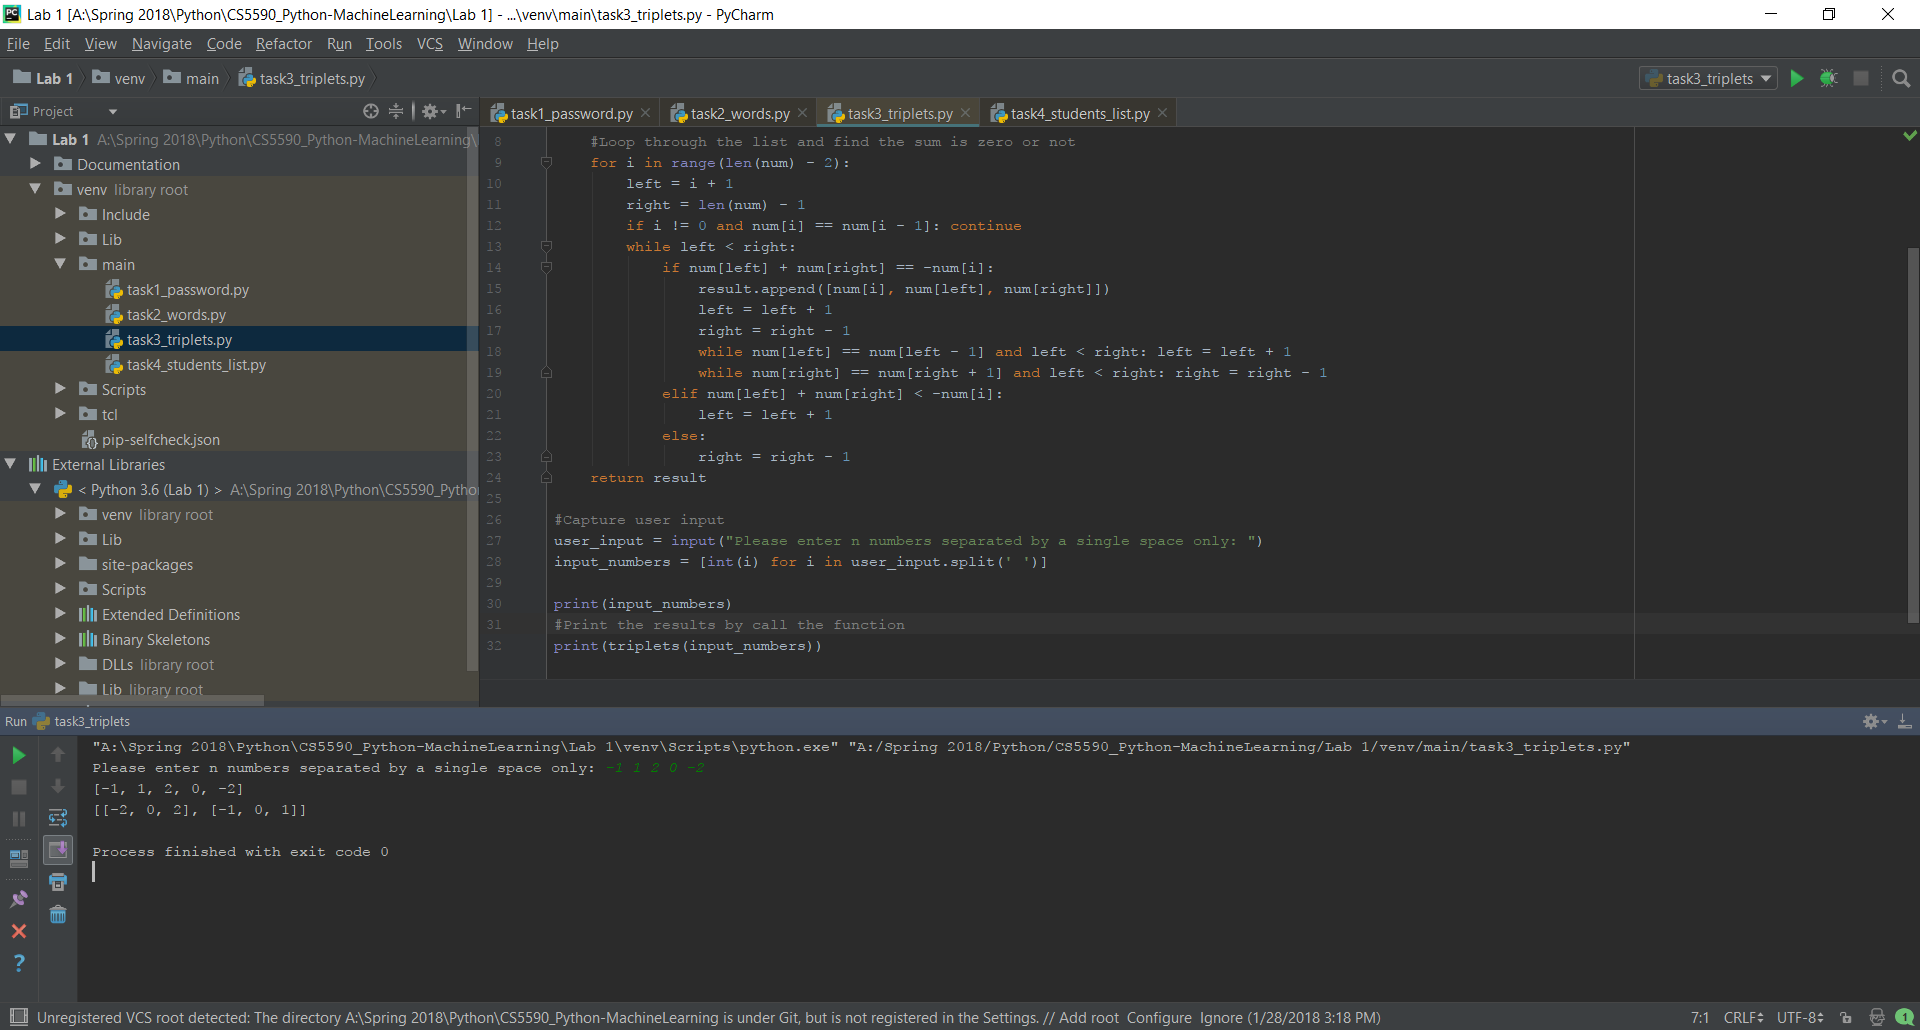 PC Lab 1 [A:\Spring 2018\Python\CS5590_Python-MachineLearning\Lab 1] - ...\venv\main\task3_triplets.py - PyCharm
File Edit View Navigate Code Refactor Run Tools VCS Window Help
Lab 1 venv main task3_triplets.py task3_triplets
Project
task1_password.py task2_words.py task3_triplets.py task4_students_list.py
Lab 1 A:\Spring 2018\Python\CS5590_Python-MachineLearning\
Documentation
venv library root
Include
Lib
main
task1_password.py
task2_words.py
task3_triplets.py
task4_students_list.py
Scripts
tcl
pip-selfcheck.json
External Libraries
< Python 3.6 (Lab 1) > A:\Spring 2018\Python\CS5590_Pytho
venv library root
Lib
site-packages
Scripts
Extended Definitions
Binary Skeletons
DLLs library root
Lib library root
8 #Loop through the list and find the sum is zero or not
9 for i in range(len(num) - 2):
10 left = i + 1
11 right = len(num) - 1
12 if i != 0 and num[i] == num[i - 1]: continue
13 while left < right:
14 if num[left] + num[right] == -num[i]:
15 result.append([num[i], num[left], num[right]])
16 left = left + 1
17 right = right - 1
18 while num[left] == num[left - 1] and left < right: left = left + 1
19 while num[right] == num[right + 1] and left < right: right = right - 1
20 elif num[left] + num[right] < -num[i]:
21 left = left + 1
22 else:
23 right = right - 1
24 return result
25
26 #Capture user input
27 user_input = input("Please enter n numbers separated by a single space only: ")
28 input_numbers = [int(i) for i in user_input.split(' ')]
29
30 print(input_numbers)
31 #Print the results by call the function
32 print(triplets(input_numbers))
Run task3_triplets
"A:\Spring 2018\Python\CS5590_Python-MachineLearning\Lab 1\venv\Scripts\python.exe" "A:/Spring 2018/Python/CS5590_Python-MachineLearning/Lab 1/venv/main/task3_triplets.py"
Please enter n numbers separated by a single space only: -1 1 2 0 -2
[-1, 1, 2, 0, -2]
[[-2, 0, 2], [-1, 0, 1]]
Process finished with exit code 0
Unregistered VCS root detected: The directory A:\Spring 2018\Python\CS5590_Python-MachineLearning is under Git, but is not registered in the Settings. // Add root Configure Ignore (1/28/2018 3:18 PM) 7:1 CRLF UTF-8 1